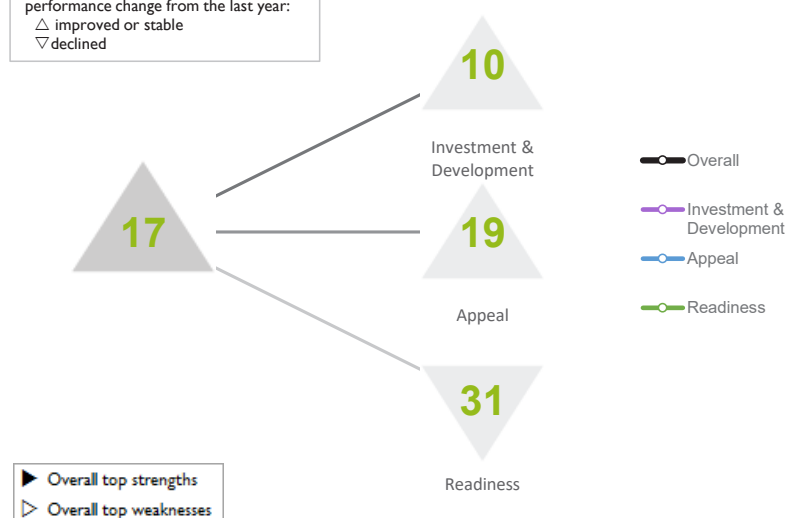 performance change from the last year:
△ improved or stable
▽ declined
10
Investment &
Development
17
19
Appeal
31
Readiness
Overall
Investment &
Development
Appeal
Readiness
▶ Overall top strengths
▷ Overall top weaknesses